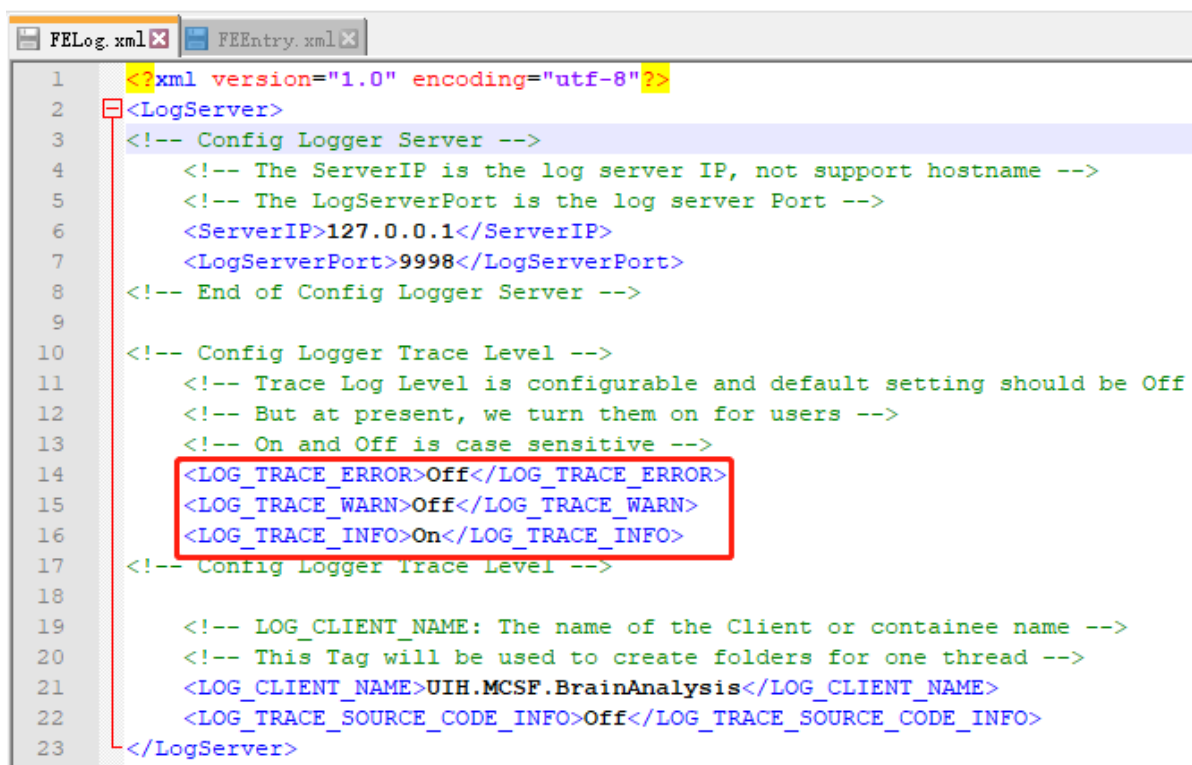 FELog.xml FEEntry.xml
1 <?xml version="1.0" encoding="utf-8"?>
2 <LogServer>
3 <!-- Config Logger Server -->
4 <!-- The ServerIP is the log server IP, not support hostname -->
5 <!-- The LogServerPort is the log server Port -->
6 <ServerIP>127.0.0.1</ServerIP>
7 <LogServerPort>9998</LogServerPort>
8 <!-- End of Config Logger Server -->
9
10 <!-- Config Logger Trace Level -->
11 <!-- Trace Log Level is configurable and default setting should be Off
12 <!-- But at present, we turn them on for users -->
13 <!-- On and Off is case sensitive -->
14 <LOG_TRACE_ERROR>Off</LOG_TRACE_ERROR>
15 <LOG_TRACE_WARN>Off</LOG_TRACE_WARN>
16 <LOG_TRACE_INFO>On</LOG_TRACE_INFO>
17 <!-- Config Logger Trace Level -->
18
19 <!-- LOG_CLIENT_NAME: The name of the Client or containee name -->
20 <!-- This Tag will be used to create folders for one thread -->
21 <LOG_CLIENT_NAME>UIH.MCSF.BrainAnalysis</LOG_CLIENT_NAME>
22 <LOG_TRACE_SOURCE_CODE_INFO>Off</LOG_TRACE_SOURCE_CODE_INFO>
23 </LogServer>